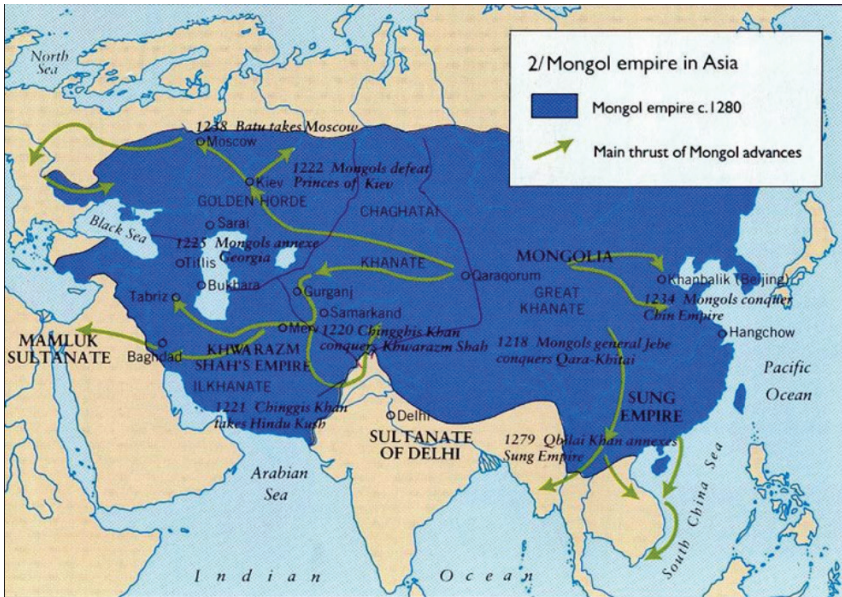 North
Sea
2/Mongol empire in Asia
Mongol empire c.1280
Main thrust of Mongol advances
1238 Batu takes Moscow
Moscow
1222 Mongols defeat
Princes of Kiev
Kiev
GOLDEN HORDE
CHAGHATAI
Black Sea
Sarai
1225 Mongols annexe
Georgia
Titlis
KHANATE
MONGOLIA
Qaraqorum
Khanbalik (Beijing)
Bukhara
Gurganj
GREAT
KHANATE
Tabriz
1234 Mongols conquer
Chin Empire
Samarkand
Merv
1220 Chingghis Khan
conquers Khwarazm Shah
Hangchow
MAMLUK
SULTANATE
Baghdad
KHWARAZM
SHAH'S EMPIRE
1218 Mongols general Jebe
conquers Qara-Khitai
ILKHANATE
Pacific
Ocean
1221 Chinggis Khan
takes Hindu Kush
SUNG
EMPIRE
Delhi
SULTANATE
OF DELHI
1279 Qbilai Khan annexes
Sung Empire
Arabian
Sea
South China Sea
Indian Ocean